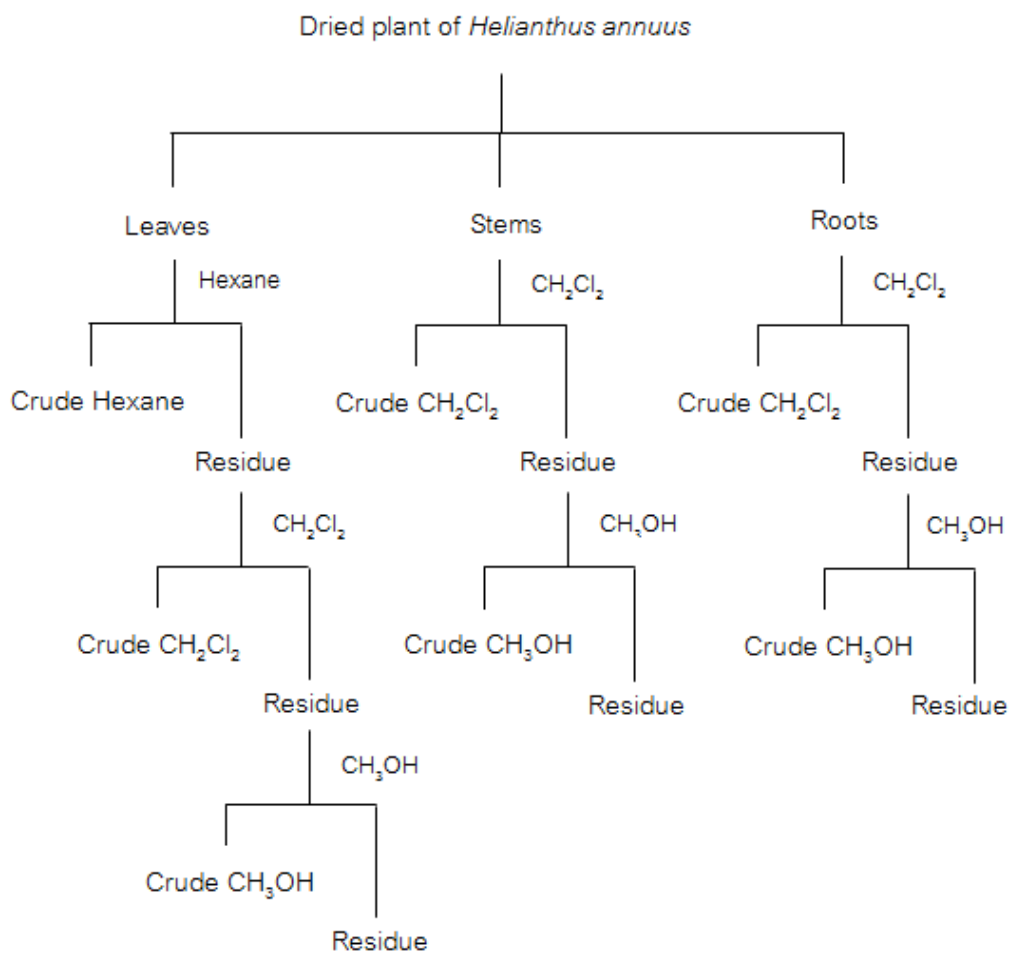 Dried plant of Helianthus annuus
Leaves
Stems
Roots
Hexane
CH₂Cl₂
CH₂Cl₂
Crude Hexane
Crude CH₂Cl₂
Crude CH₂Cl₂
Residue
Residue
Residue
CH₂Cl₂
CH₃OH
CH₃OH
Crude CH₂Cl₂
Crude CH₃OH
Crude CH₃OH
Residue
Residue
Residue
CH₃OH
Crude CH₃OH
Residue